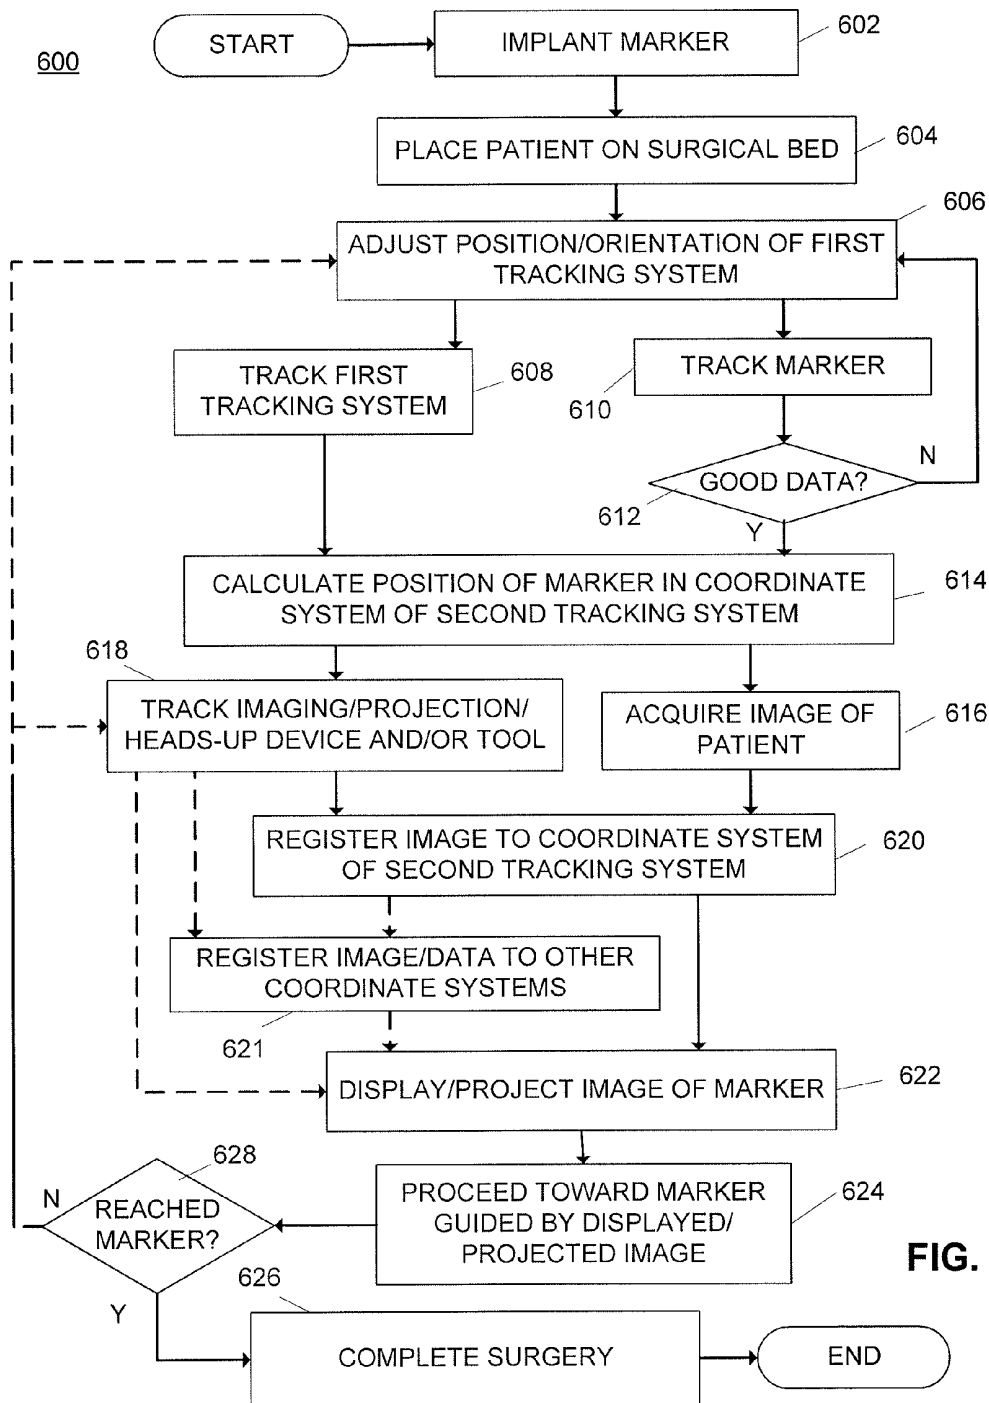 START
IMPLANT MARKER
602
600
PLACE PATIENT ON SURGICAL BED
604
606
ADJUST POSITION/ORIENTATION OF FIRST
TRACKING SYSTEM
TRACK FIRST
TRACKING SYSTEM
608
TRACK MARKER
610
N
GOOD DATA?
612
Y
CALCULATE POSITION OF MARKER IN COORDINATE
SYSTEM OF SECOND TRACKING SYSTEM
614
618
TRACK IMAGING/PROJECTION/
HEADS-UP DEVICE AND/OR TOOL
ACQUIRE IMAGE OF
PATIENT
616
REGISTER IMAGE TO COORDINATE SYSTEM
OF SECOND TRACKING SYSTEM
620
REGISTER IMAGE/DATA TO OTHER
COORDINATE SYSTEMS
621
DISPLAY/PROJECT IMAGE OF MARKER
622
628
N
REACHED
MARKER?
PROCEED TOWARD MARKER
GUIDED BY DISPLAYED/
PROJECTED IMAGE
624
FIG.
626
Y
COMPLETE SURGERY
END